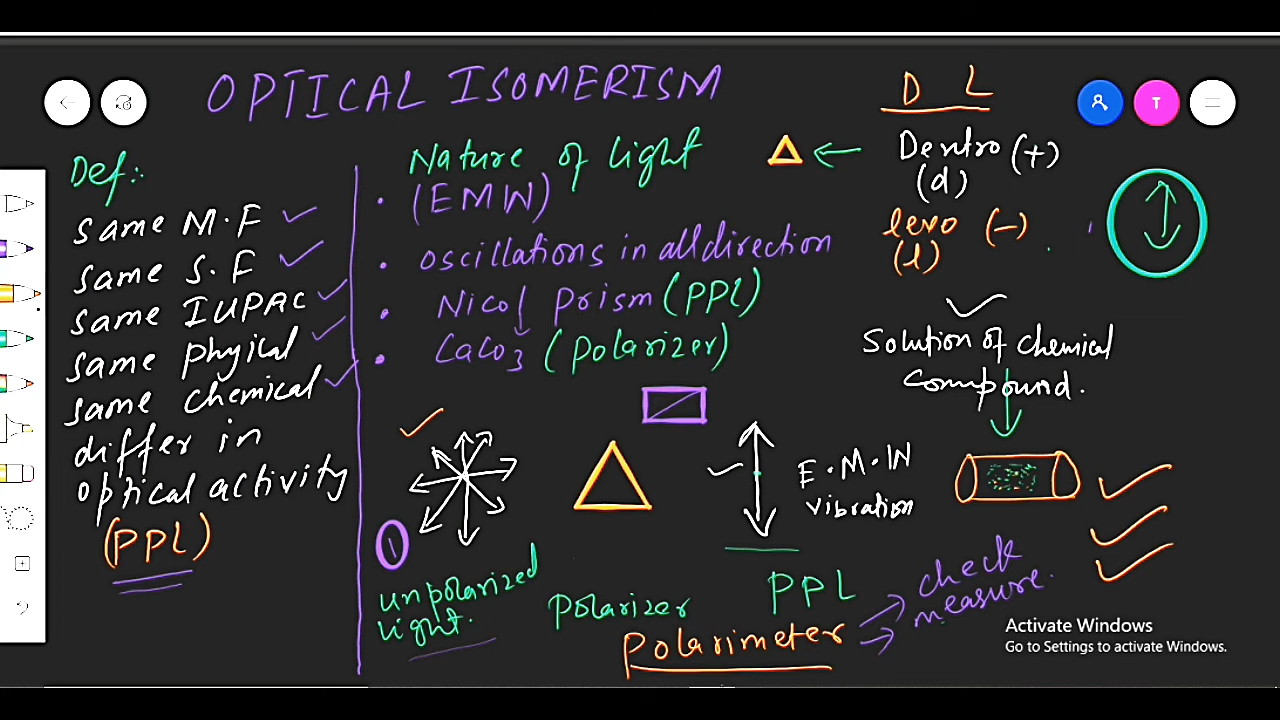 OPTICAL ISOMERISM
Def:-
same M.F
same S.F
same IUPAC
same phyical
same chemical
differ in
optical activity
(PPL)
Nature of light
(EMW)
oscillations in all direction
Nicol prism (PPL)
CaCo3 (polarizer)
unpolarized
light.
polarizer
E.M.W
vibration
PPL
polarimeter
check
measure.
D L
Dentro (+)
(d)
levo (-)
(l)
solution of chemical
compound.
T
Activate Windows
Go to Settings to activate Windows.